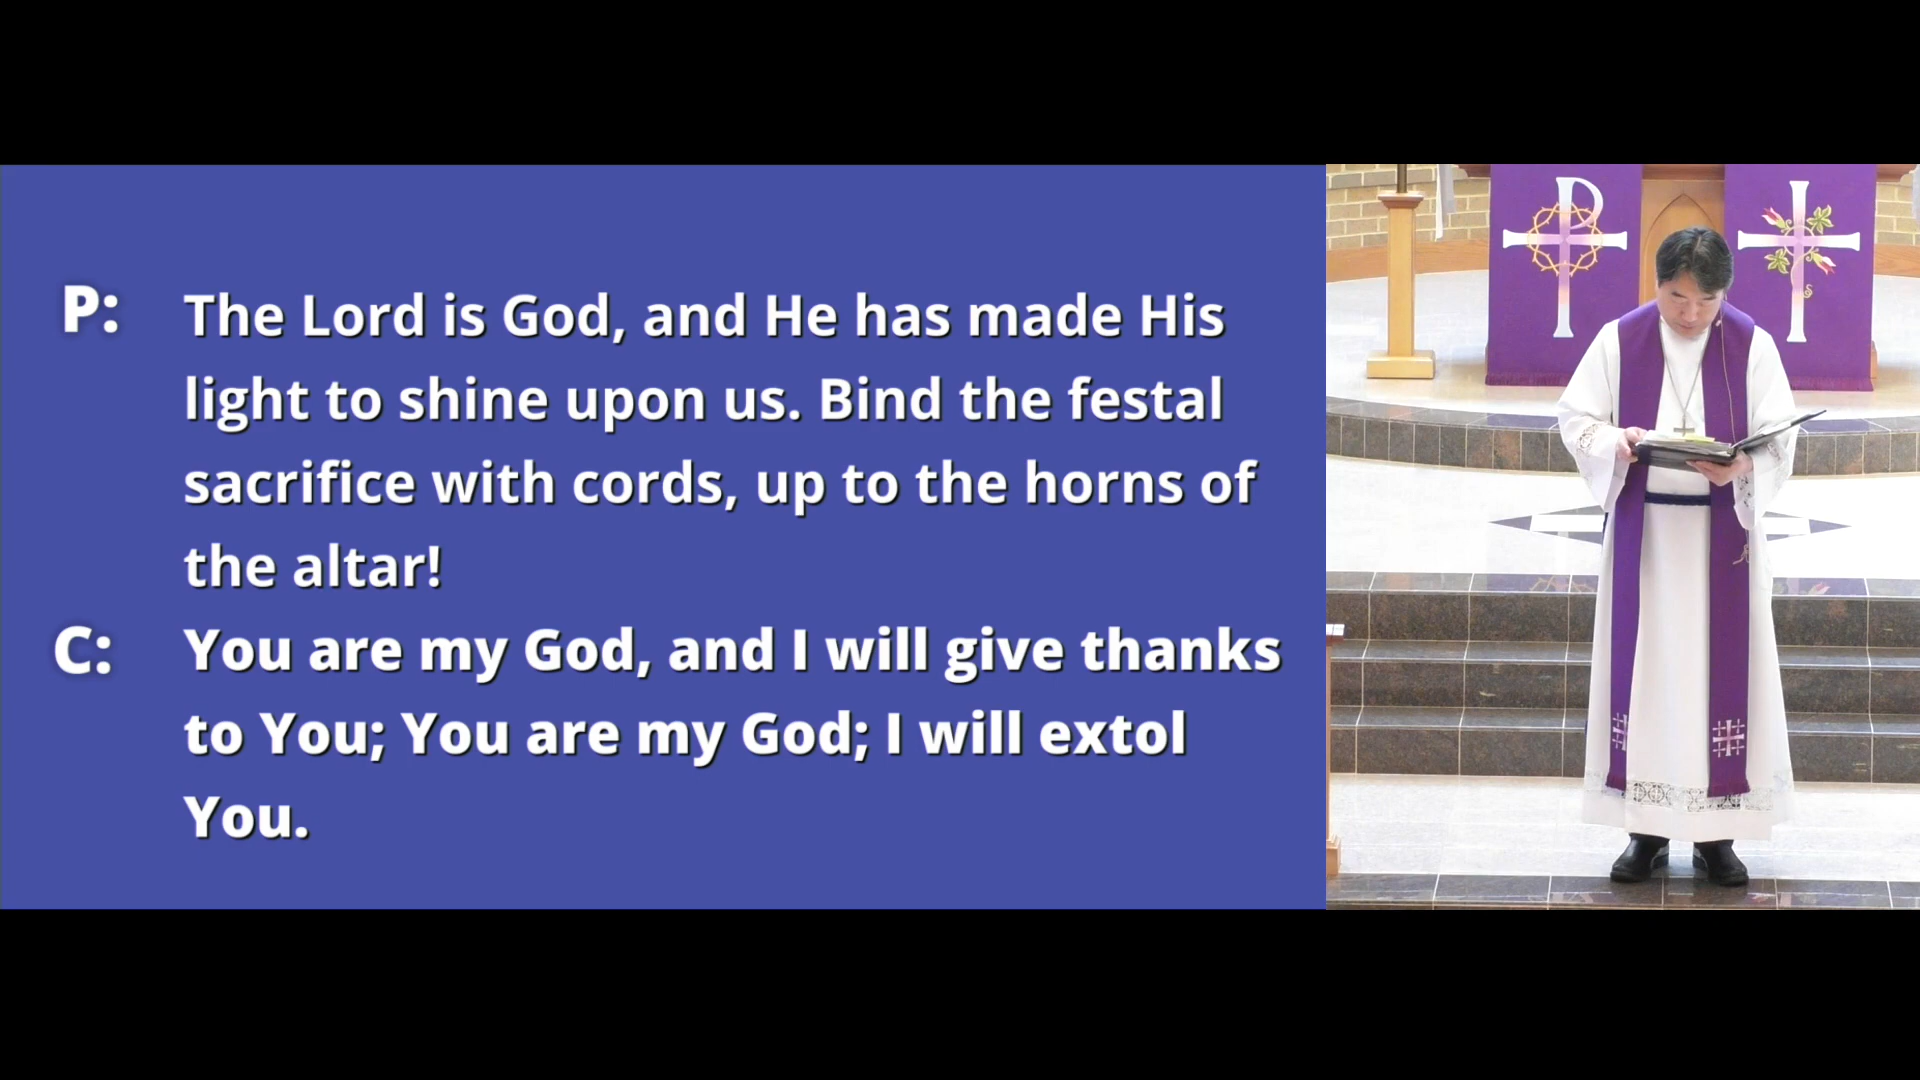 P: The Lord is God, and He has made His
light to shine upon us. Bind the festal
sacrifice with cords, up to the horns of
the altar!
C: You are my God, and I will give thanks
to You; You are my God; I will extol
You.